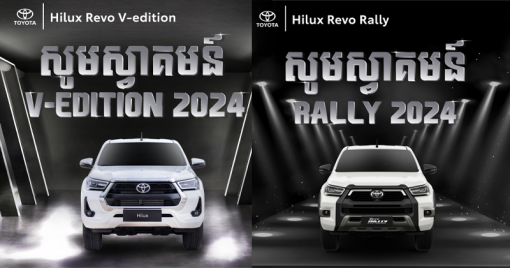 TOYOTA
Hilux Revo V-edition
សូមស្វាគមន៍
V-EDITION 2024
Hilux
TOYOTA
Hilux Revo Rally
សូមស្វាគមន៍
RALLY 2024
RALLY